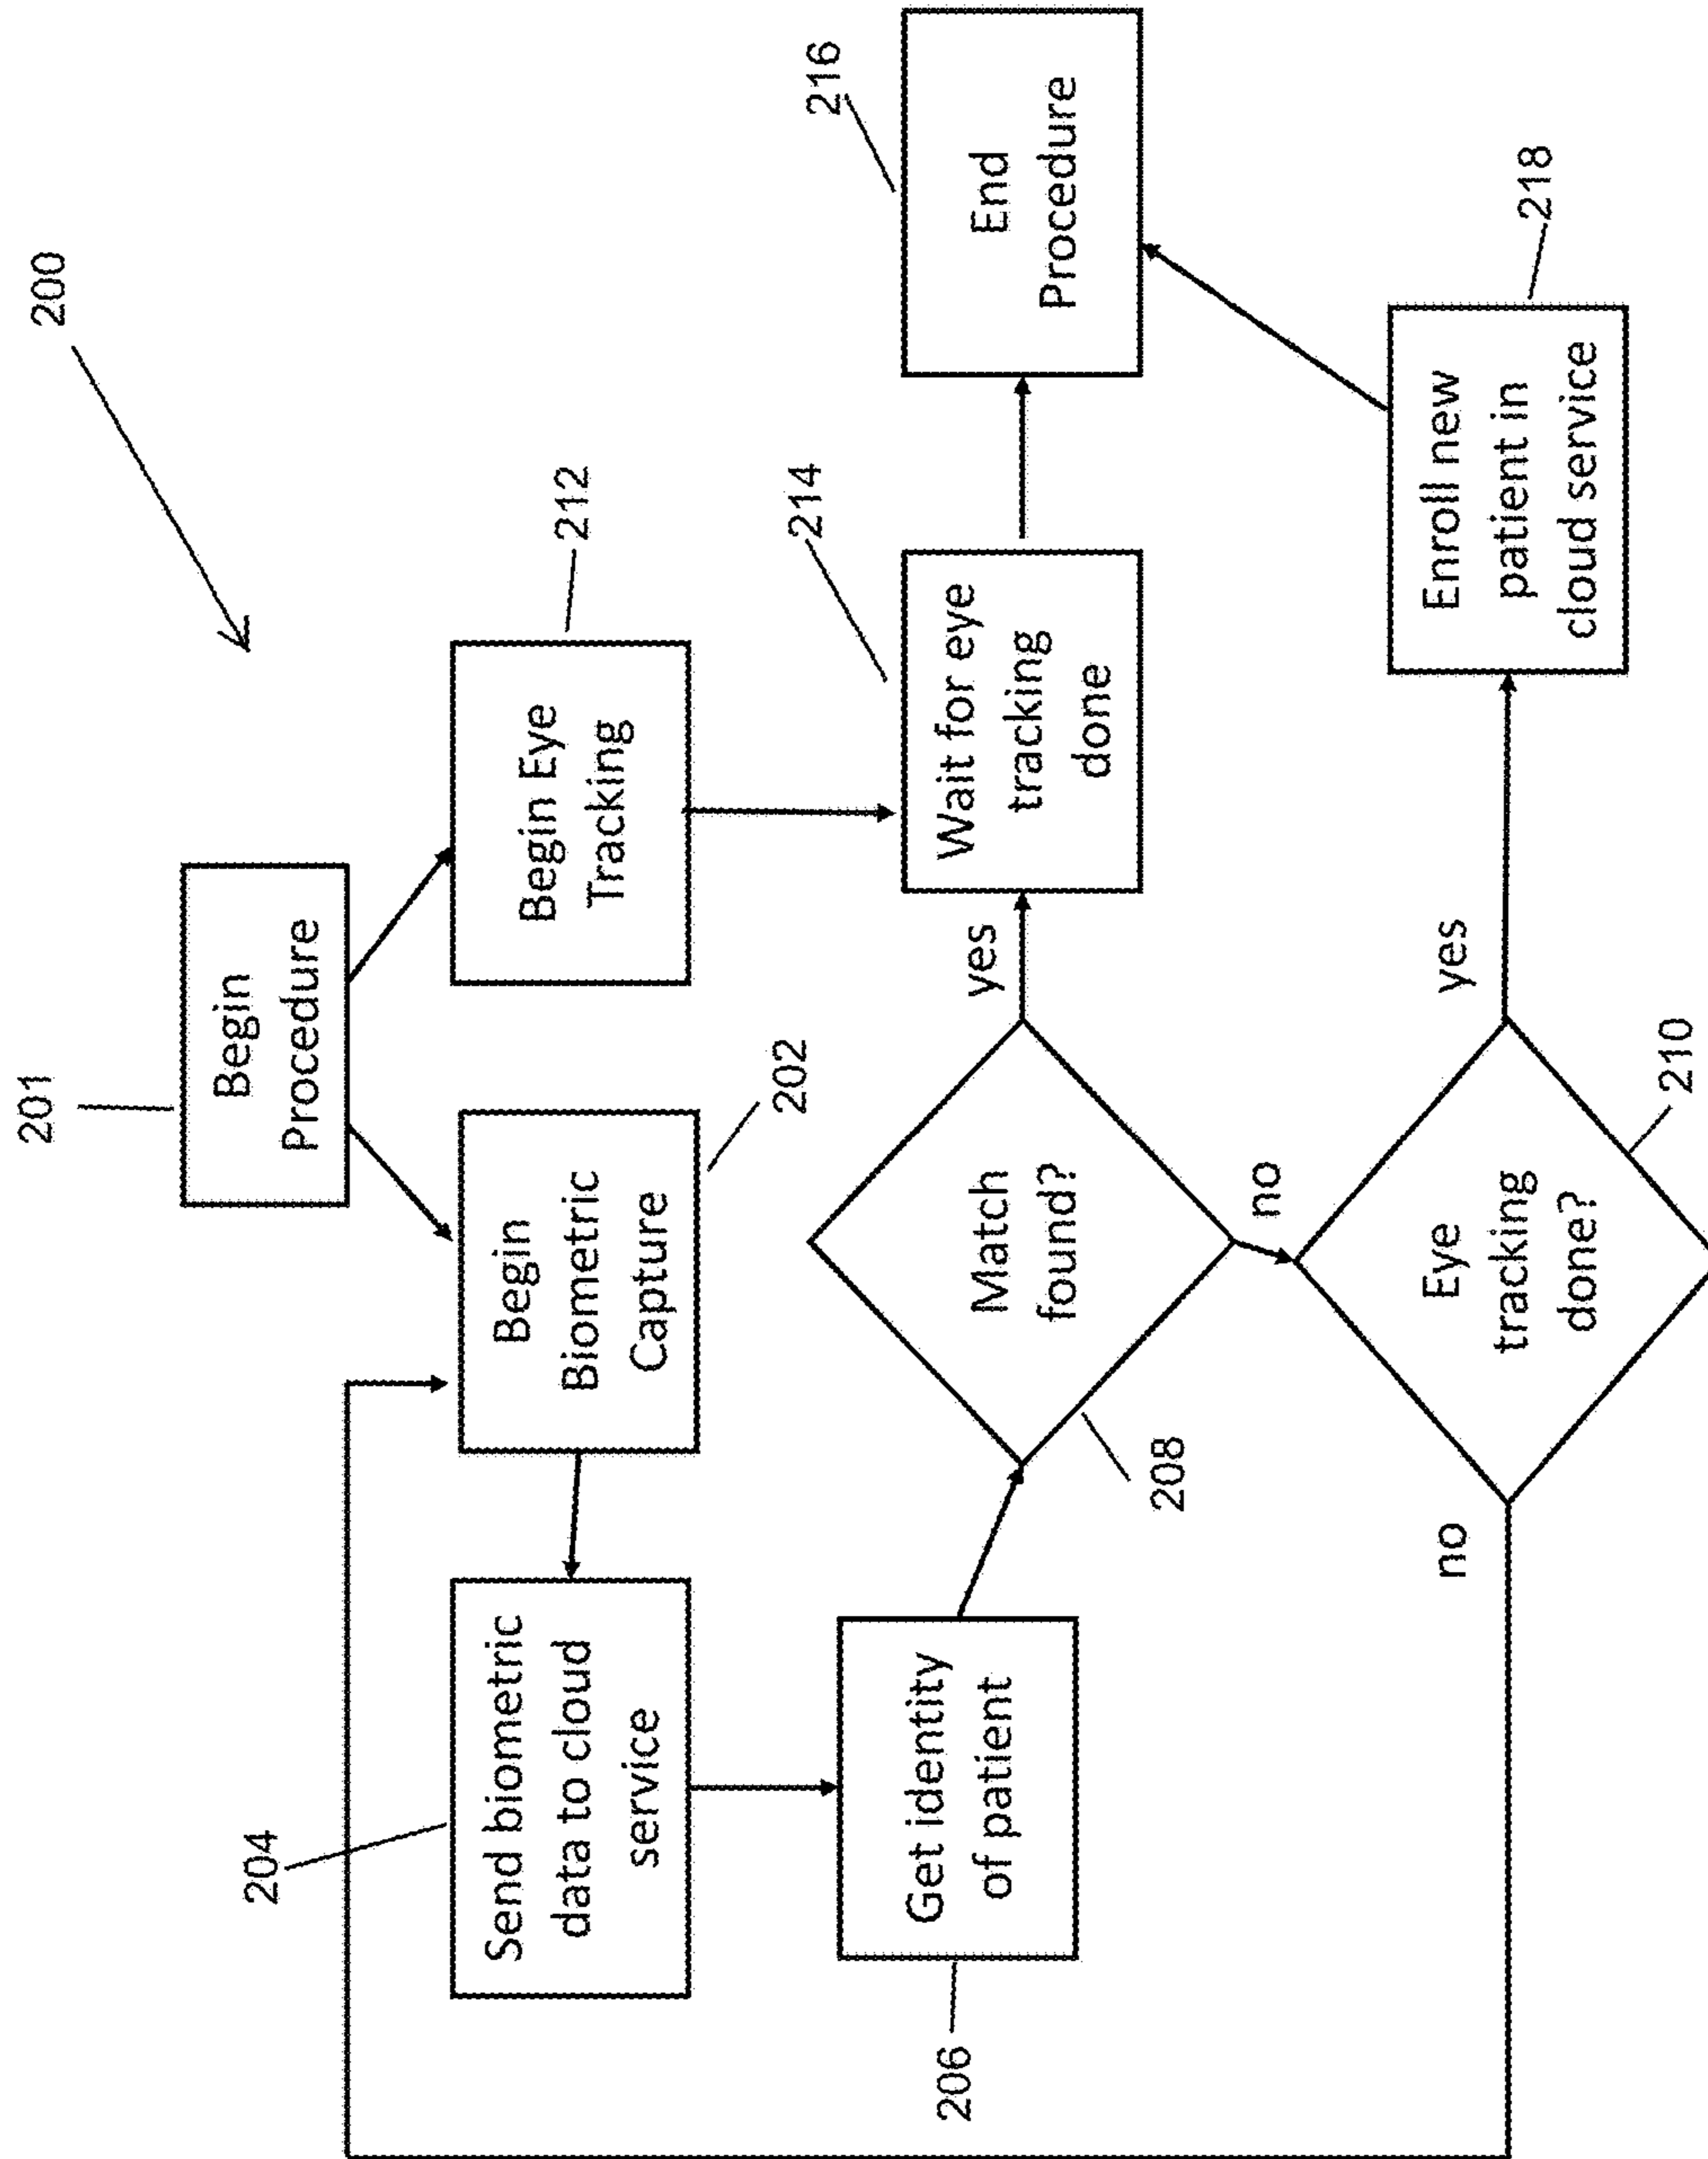 200
201
Begin
Procedure
204
Send biometric
data to cloud
service
Begin
Biometric
Capture
202
Begin Eye
Tracking
212
206
Get identity
of patient
208
Match
found?
yes
no
Wait for eye
tracking
done
214
End
Procedure
216
no
Eye
tracking
done?
210
yes
Enroll new
patient in
cloud service
218